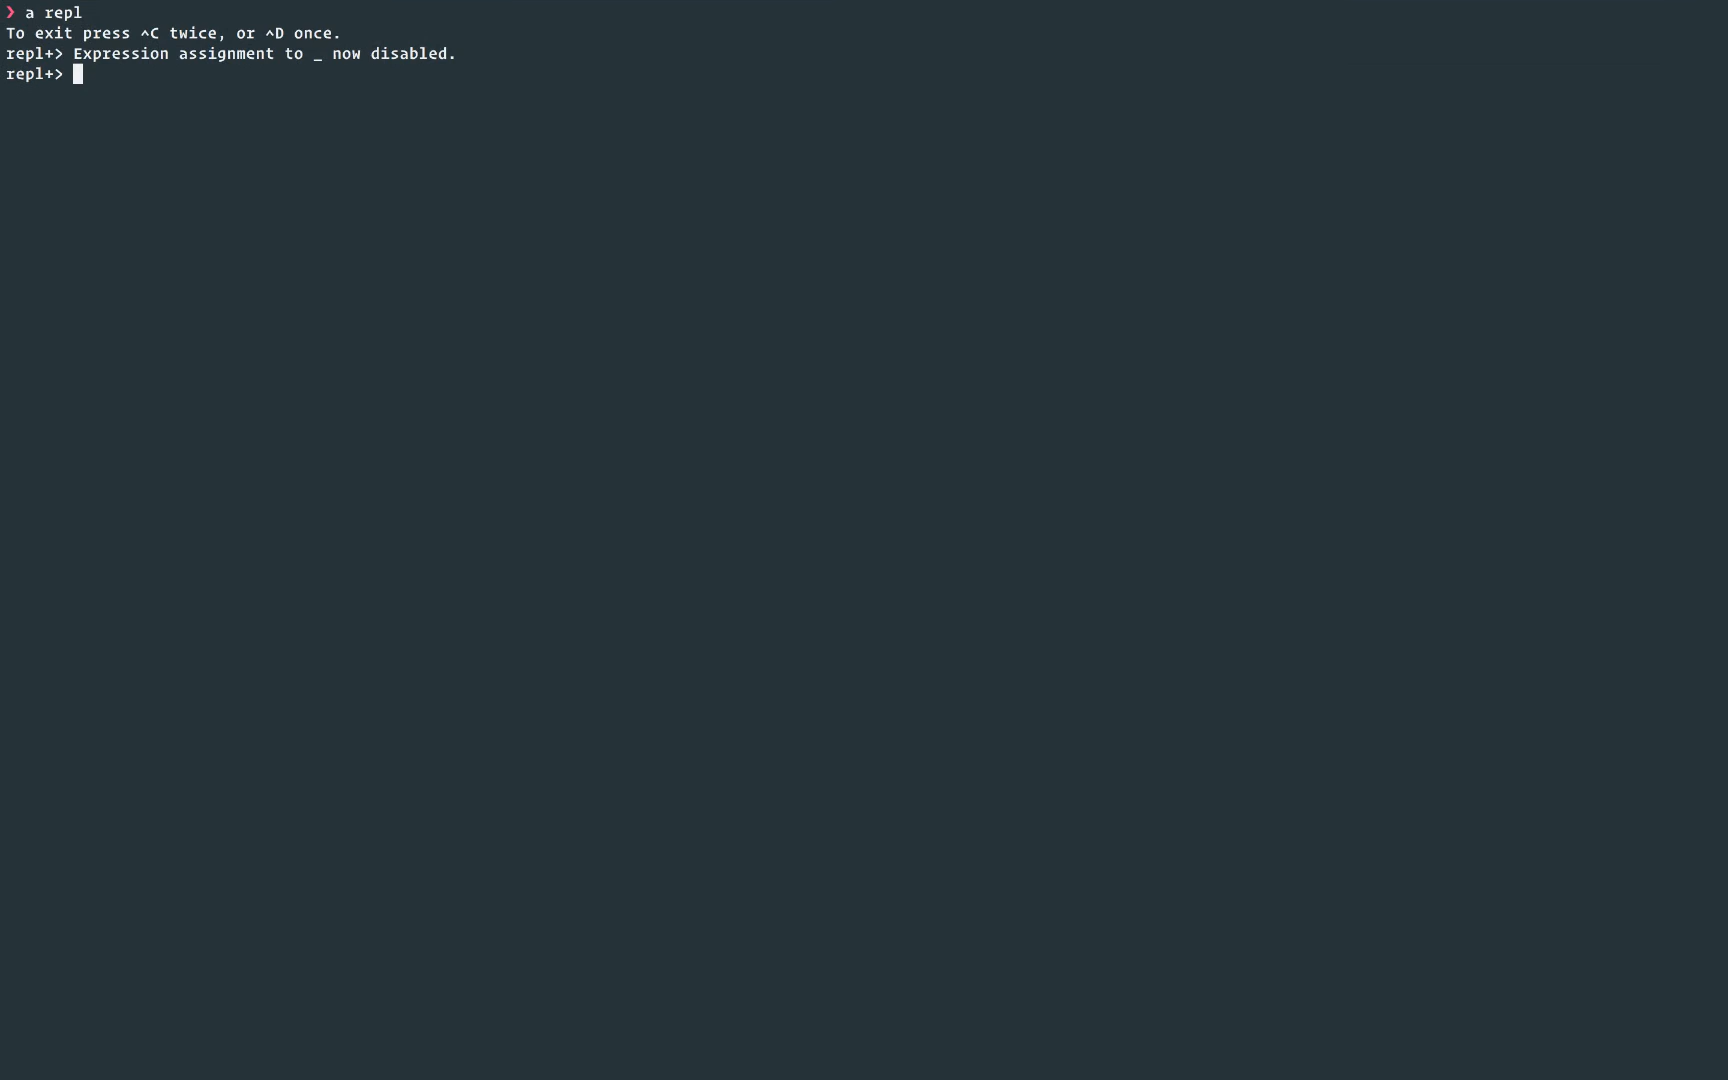 ❯ a repl
To exit press ^C twice, or ^D once.
repl+> Expression assignment to _ now disabled.
repl+>